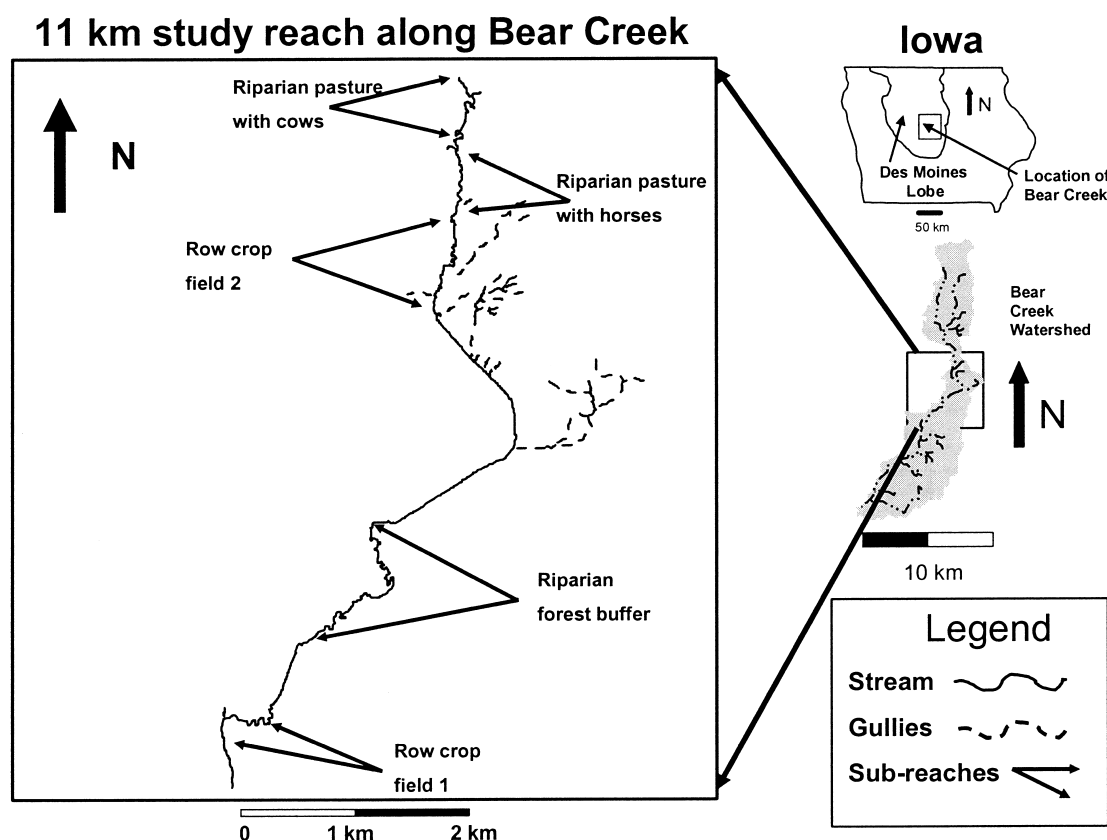 11 km study reach along Bear Creek
Riparian pasture
with cows
N
Riparian pasture
with horses
Row crop
field 2
Riparian
forest buffer
Row crop
field 1
0
1 km
2 km
Iowa
N
Des Moines
Lobe
Location of
Bear Creek
50 km
Bear
Creek
Watershed
N
10 km
Legend
Stream
Gullies
Sub-reaches